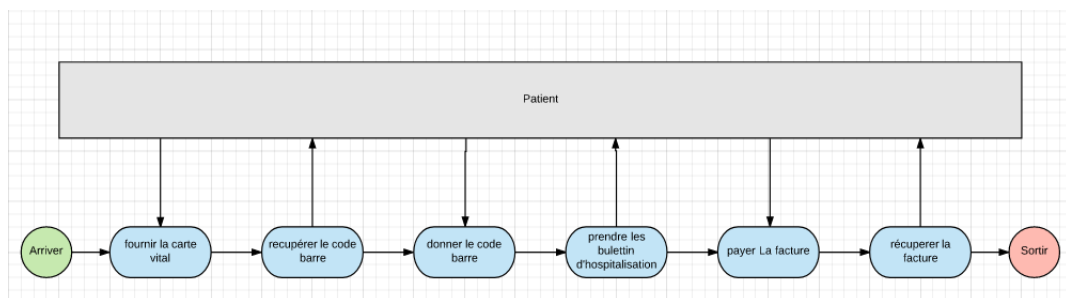 Patient
Arriver
fournir la carte
vital
recupérer le code
barre
donner le code
barre
prendre les
bulettin
d'hospitalisation
payer La facture
récuperer la
facture
Sortir